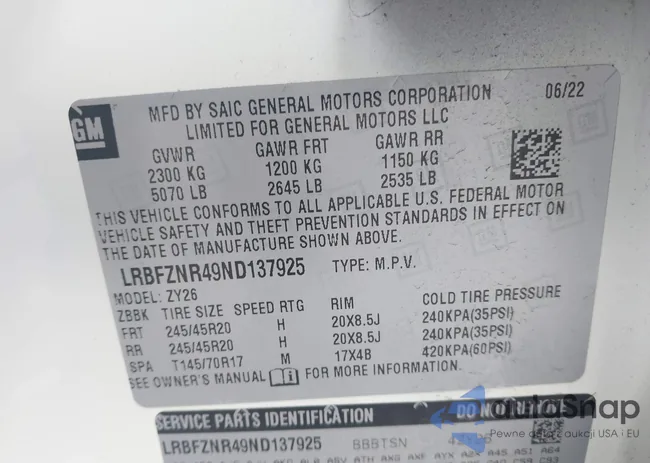 GM
MFD BY SAIC GENERAL MOTORS CORPORATION 06/22
LIMITED FOR GENERAL MOTORS LLC
GVWR GAWR FRT GAWR RR
2300 KG 1200 KG 1150 KG
5070 LB 2645 LB 2535 LB
THIS VEHICLE CONFORMS TO ALL APPLICABLE U.S. FEDERAL MOTOR
VEHICLE SAFETY AND THEFT PREVENTION STANDARDS IN EFFECT ON
THE DATE OF MANUFACTURE SHOWN ABOVE.
LRBFZNR49ND137925 TYPE: M.P.V.
MODEL: ZY26
ZBBK TIRE SIZE SPEED RTG RIM COLD TIRE PRESSURE
FRT 245/45R20 H 20X8.5J 240KPA(35PSI)
RR 245/45R20 H 20X8.5J 240KPA(35PSI)
SPA T145/70R17 M 17X4B 420KPA(60PSI)
SEE OWNER'S MANUAL FOR MORE INFORMATION.
SERVICE PARTS IDENTIFICATION DO NOT
LRBFZNR49ND137925 BBBTSN
autaSnap
Pewne auta z aukcji USA, EU